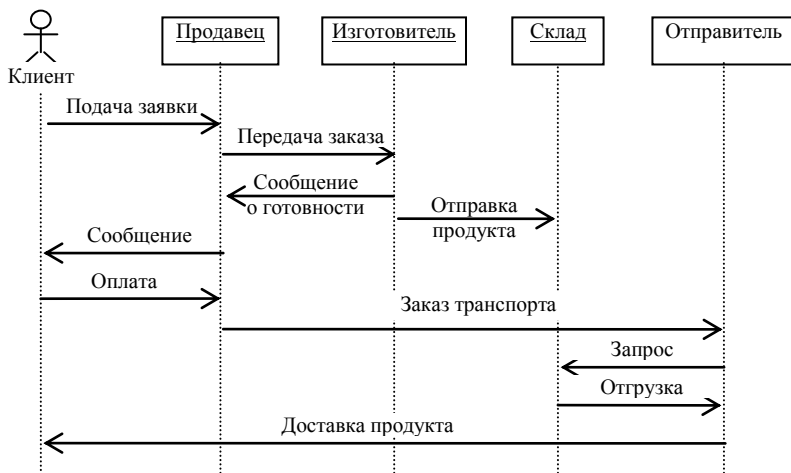 Продавец
Изготовитель
Склад
Отправитель
Клиент
Подача заявки
Передача заказа
Сообщение
о готовности
Отправка
продукта
Сообщение
Оплата
Заказ транспорта
Запрос
Отгрузка
Доставка продукта